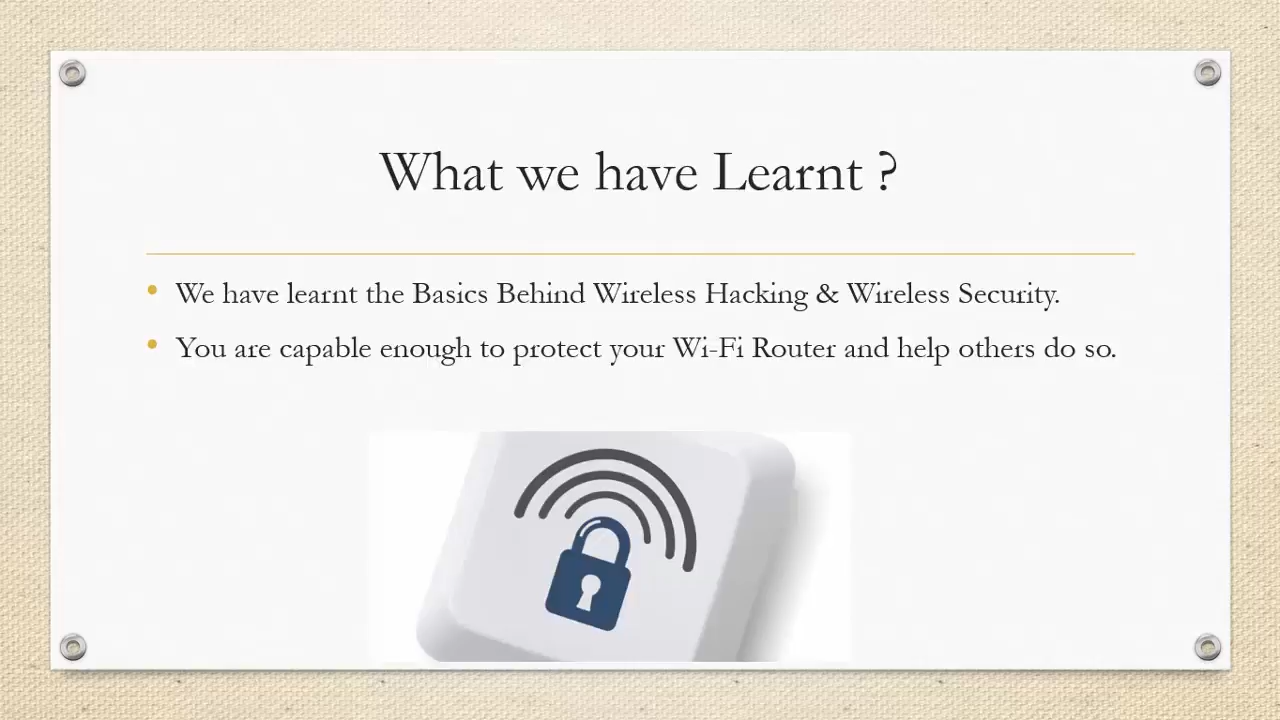 What we have Learnt ?
• We have learnt the Basics Behind Wireless Hacking & Wireless Security.
• You are capable enough to protect your Wi-Fi Router and help others do so.